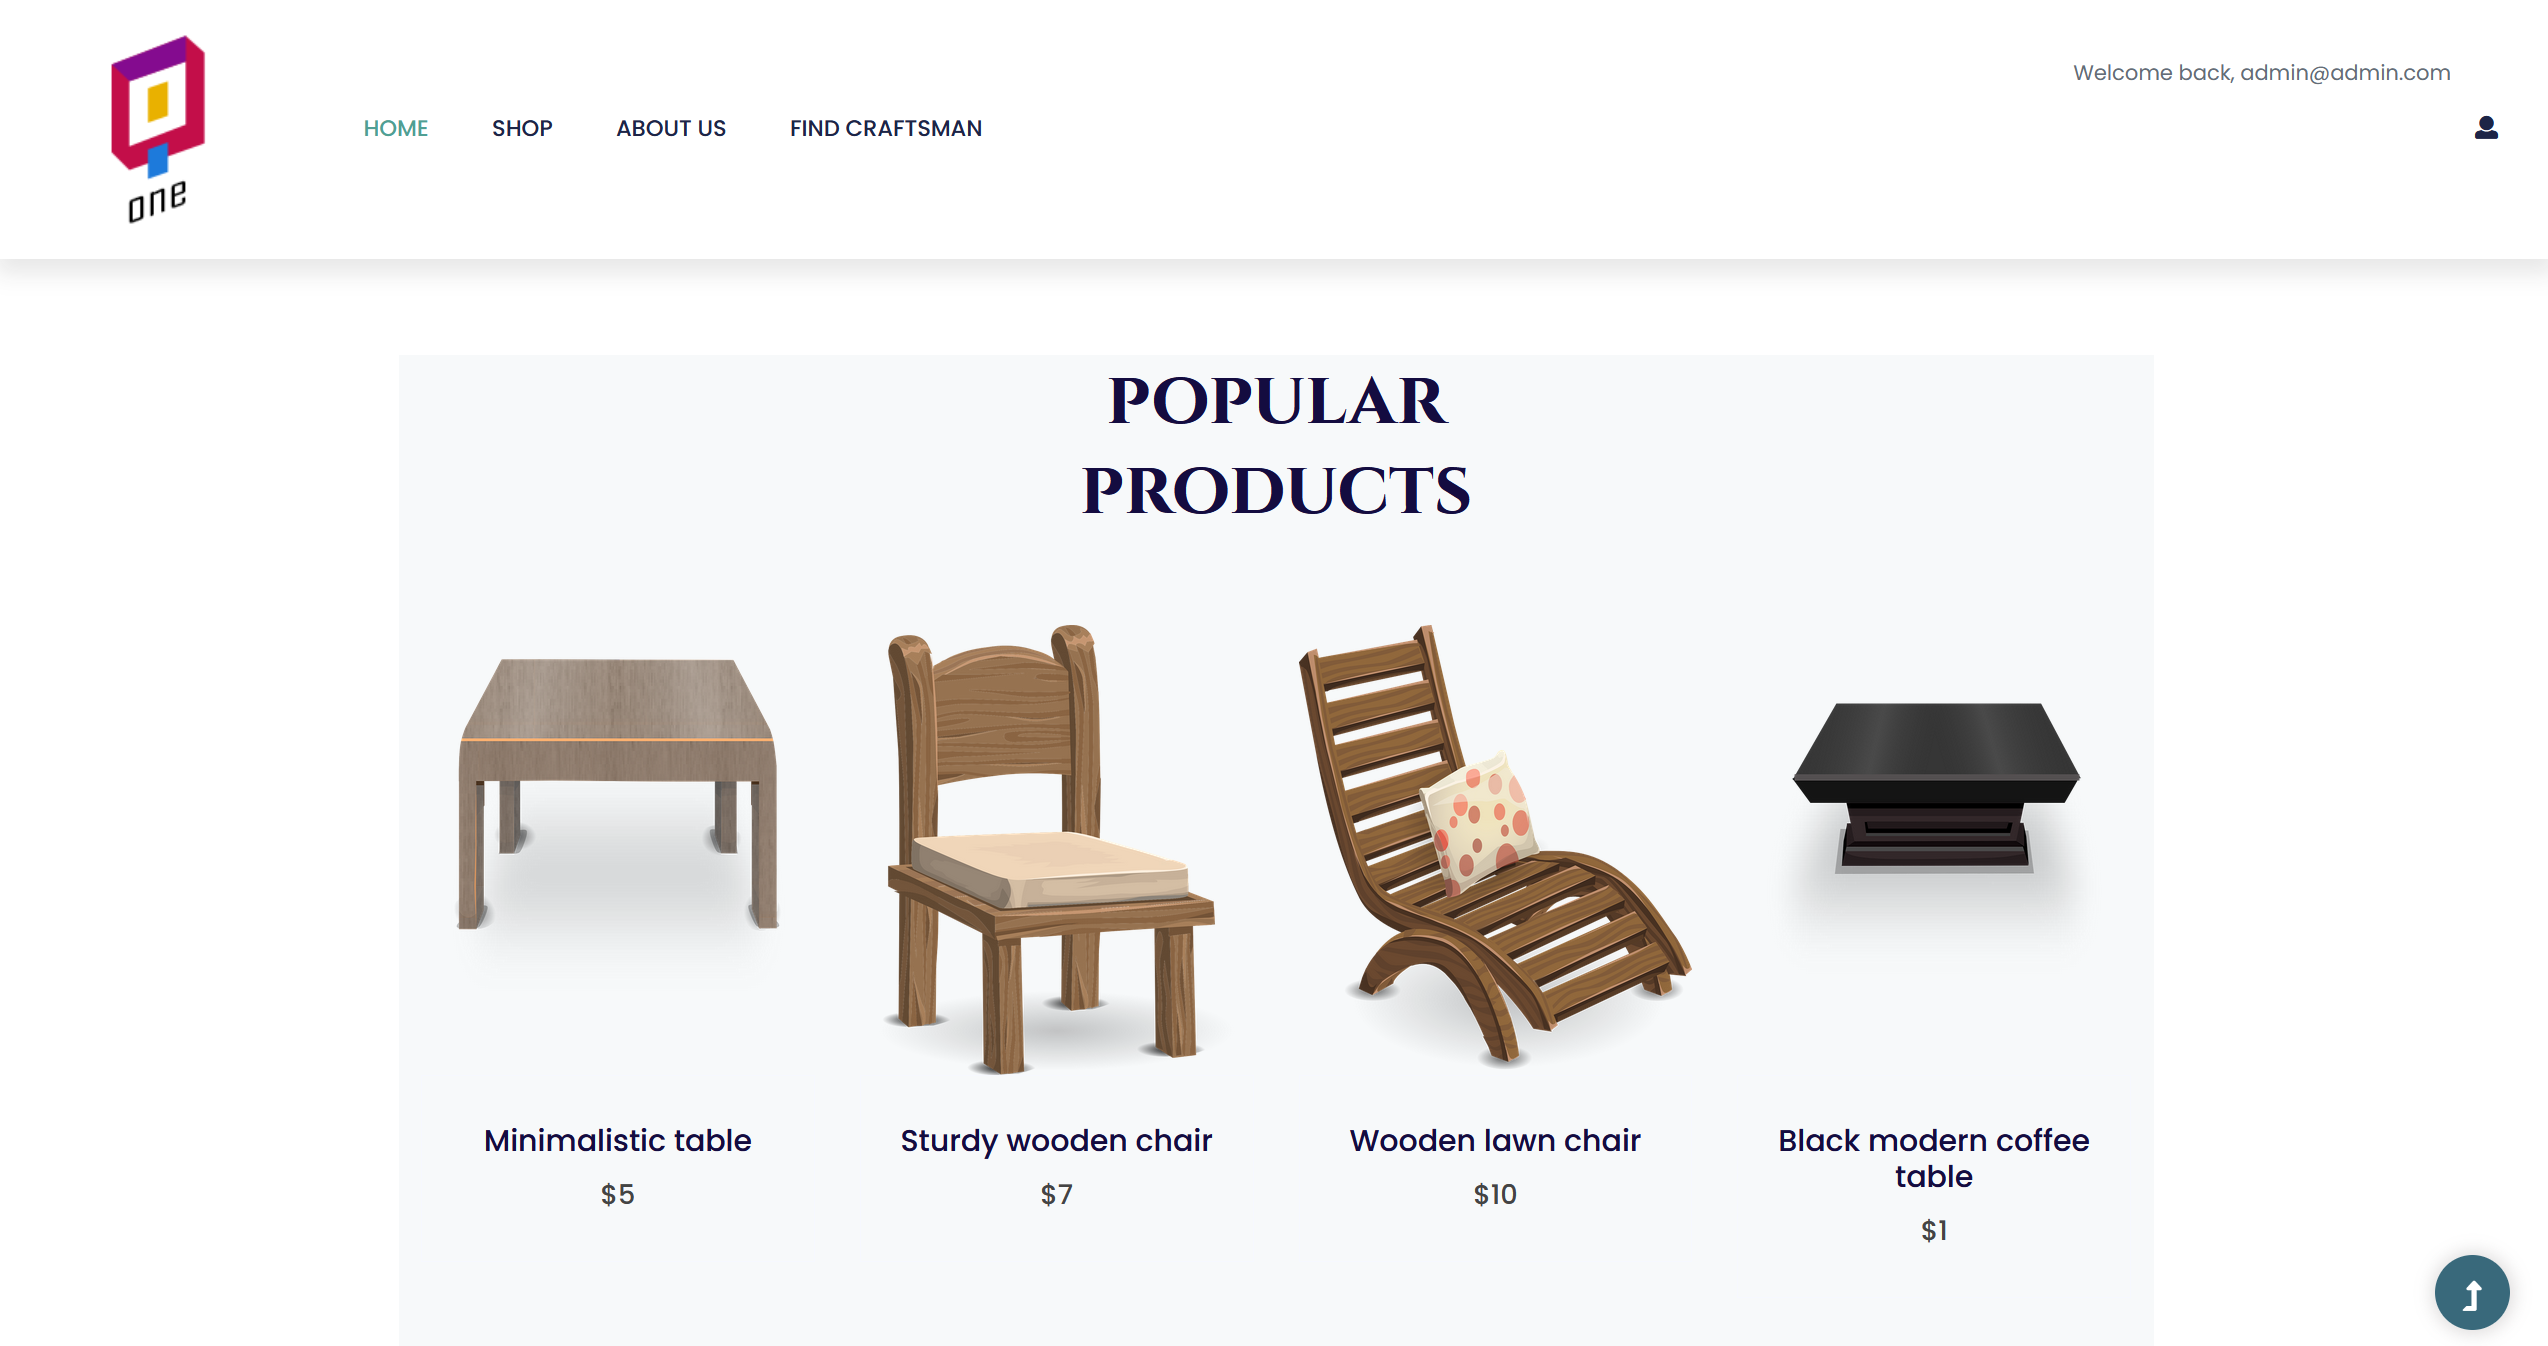 one
HOME SHOP ABOUT US FIND CRAFTSMAN
Welcome back, admin@admin.com
POPULAR
PRODUCTS
Minimalistic table
$5
Sturdy wooden chair
$7
Wooden lawn chair
$10
Black modern coffee
table
$1